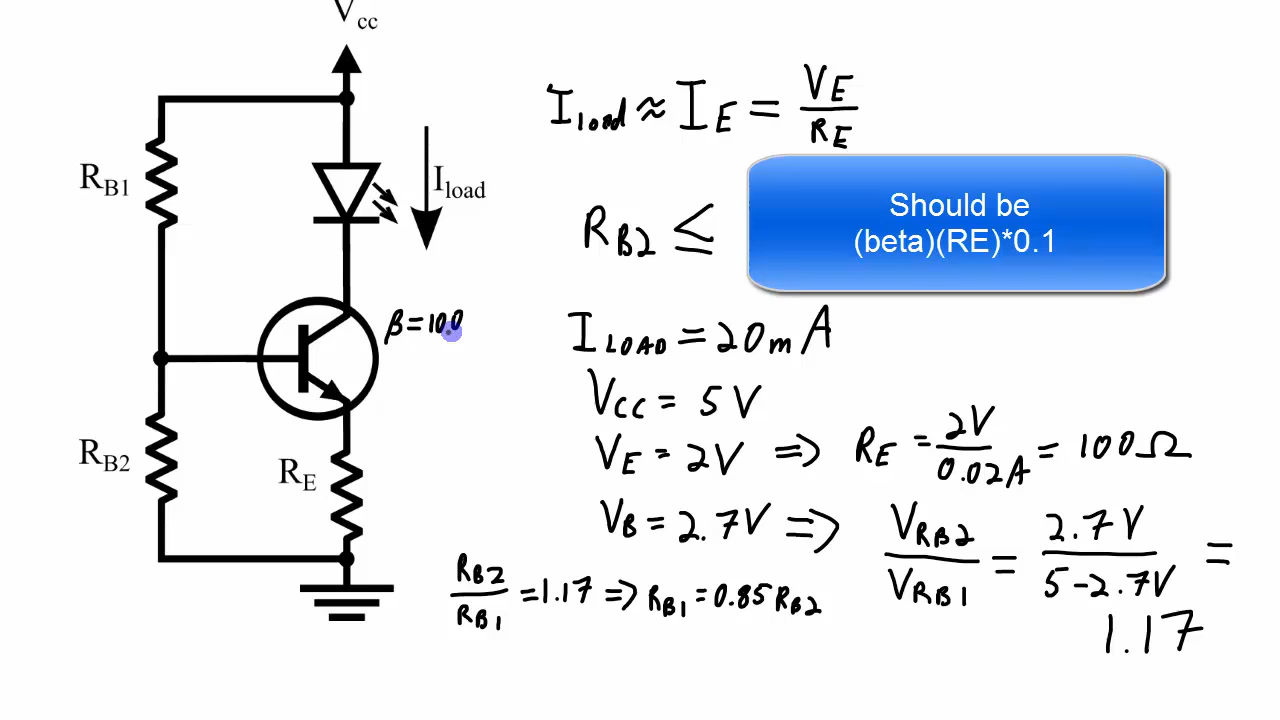 Vcc
RB1
Iload
β=100
RB2
RE
Iload ≈ IE = VE/RE
RB2 ≤
Should be
(beta)(RE)*0.1
ILOAD = 20mA
VCC = 5V
VE = 2V ⇒ RE = 2V/0.02A = 100Ω
VB = 2.7V ⇒ VRB2/VRB1 = 2.7V/5-2.7V =
1.17
RB2/RB1 = 1.17 ⇒ RB1 = 0.85 RB2